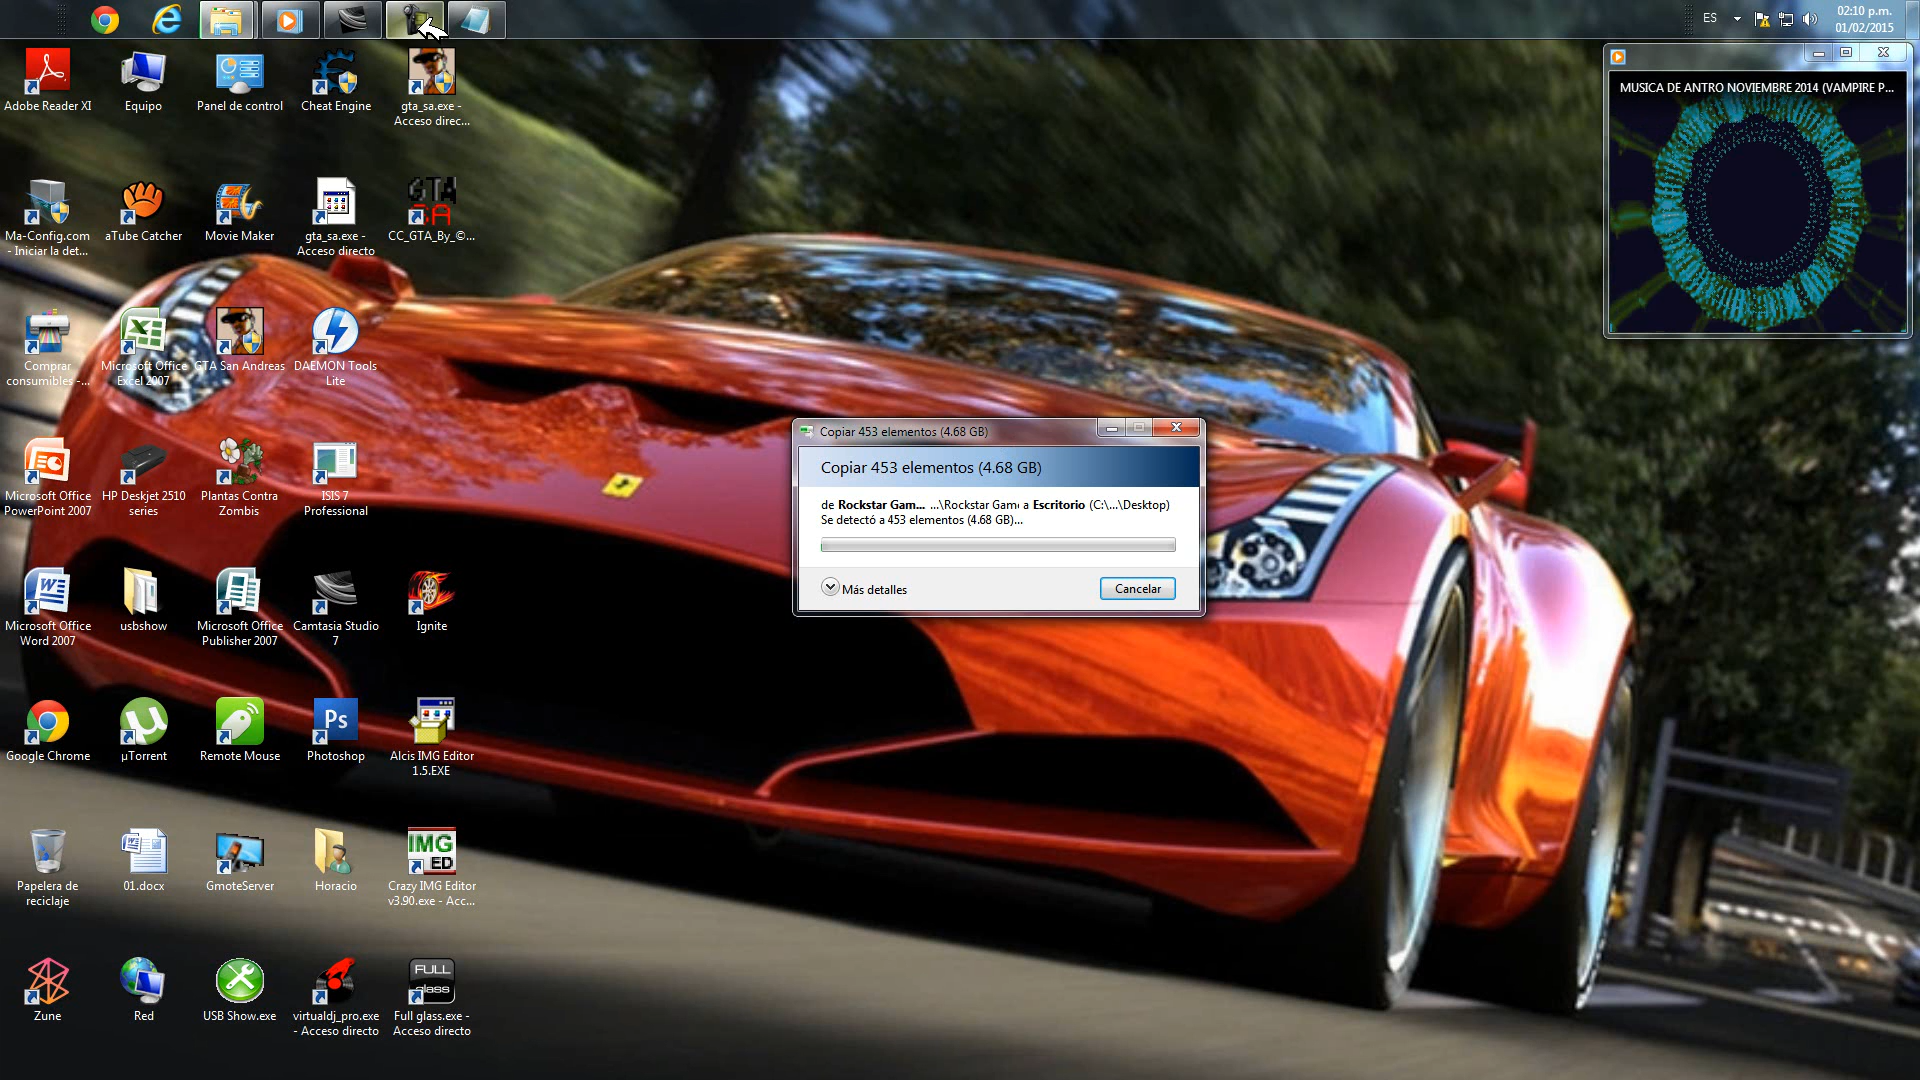 ES
02:10 p.m.
01/02/2015
Adobe Reader XI
Equipo
Panel de control
Cheat Engine
gta_sa.exe -
Acceso direc...
MUSICA DE ANTRO NOVIEMBRE 2014 (VAMPIRE P...
Ma-Config.com
- Iniciar la det...
aTube Catcher
Movie Maker
gta_sa.exe -
Acceso directo
GTA
SA
CC_GTA_By_©...
Comprar
consumibles -...
Microsoft Office
Excel 2007
GTA San Andreas
DAEMON Tools
Lite
Copiar 453 elementos (4.68 GB)
Copiar 453 elementos (4.68 GB)
de Rockstar Gam... ...\Rockstar Gam a Escritorio (C:\...\Desktop)
Se detectó a 453 elementos (4.68 GB)...
Más detalles
Cancelar
Microsoft Office
PowerPoint 2007
HP Deskjet 2510
series
Plantas Contra
Zombis
ISIS 7
Professional
Microsoft Office
Word 2007
usbshow
Microsoft Office
Publisher 2007
Camtasia Studio
7
Ignite
Google Chrome
µTorrent
Remote Mouse
Ps
Photoshop
Alcis IMG Editor
1.5.EXE
Papelera de
reciclaje
01.docx
GmoteServer
Horacio
IMG
ED
Crazy IMG Editor
v3.90.exe - Acc...
Zune
Red
USB Show.exe
virtualdj_pro.exe
- Acceso directo
FULL
glass
Full glass.exe -
Acceso directo